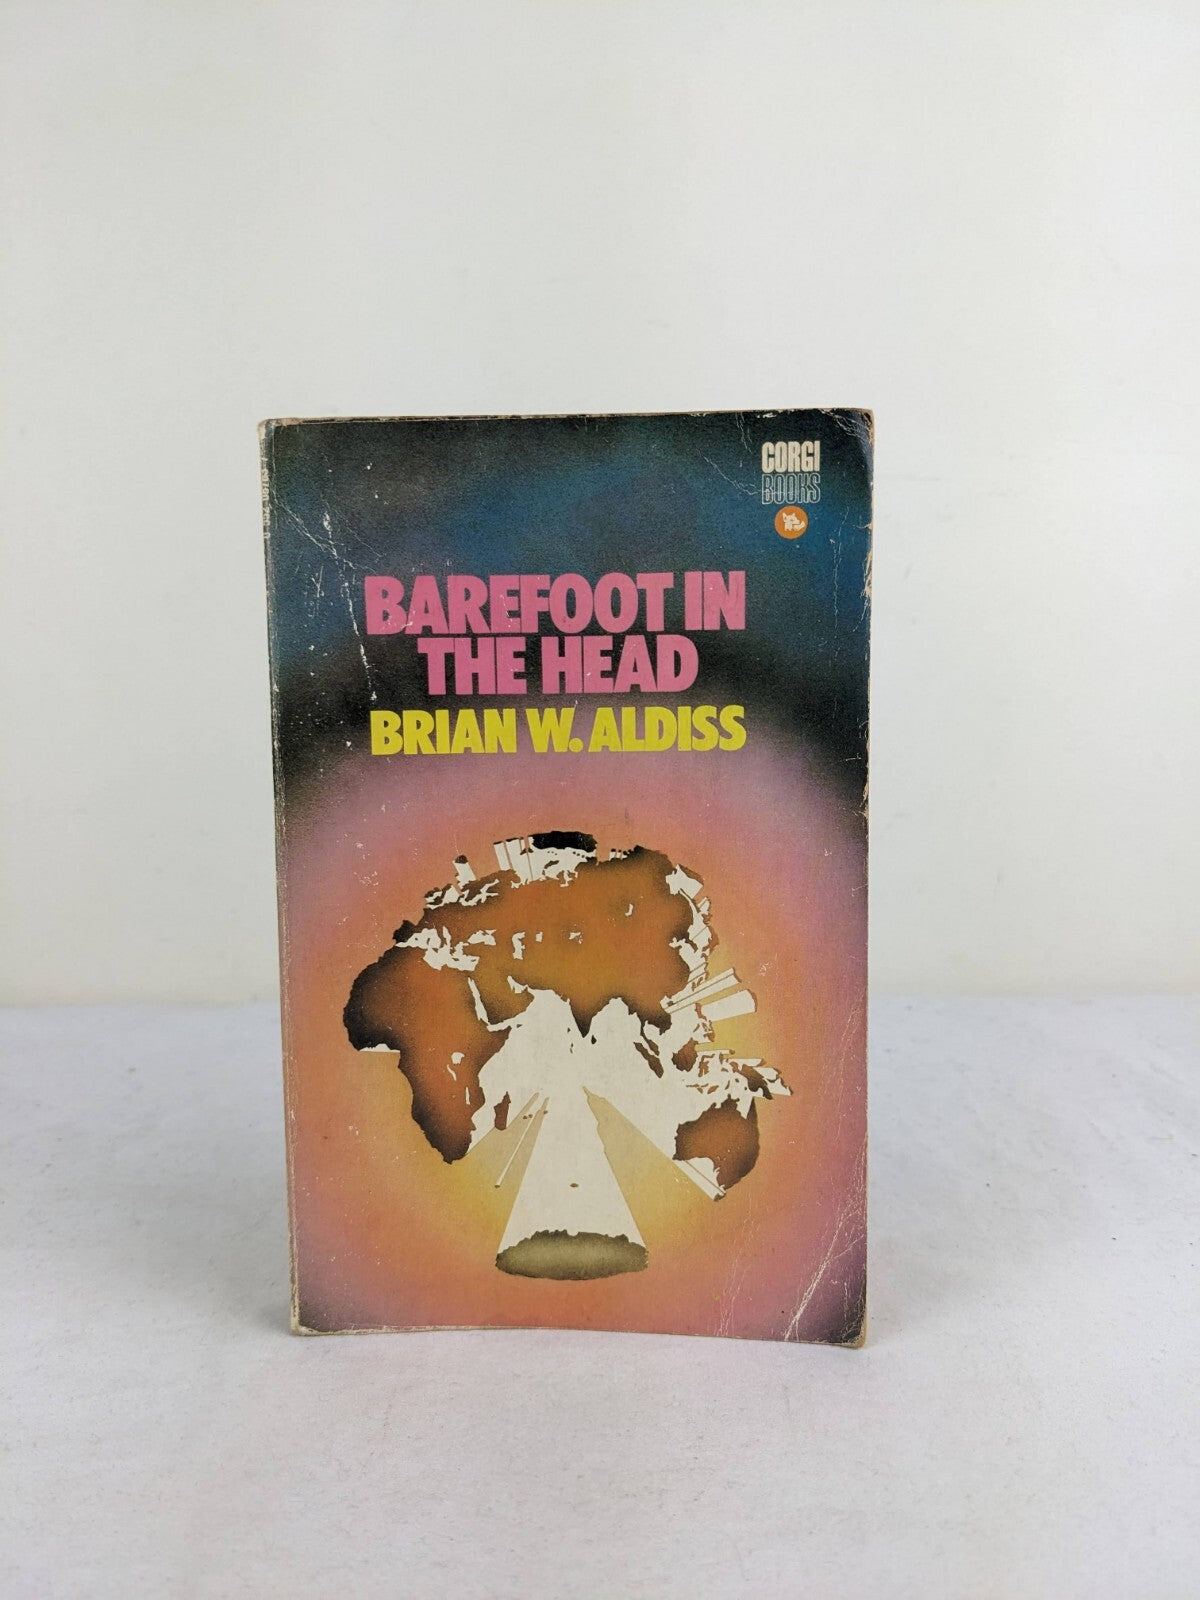 CORGI
BOOKS
BAREFOOT IN
THE HEAD
BRIAN W. ALDISS